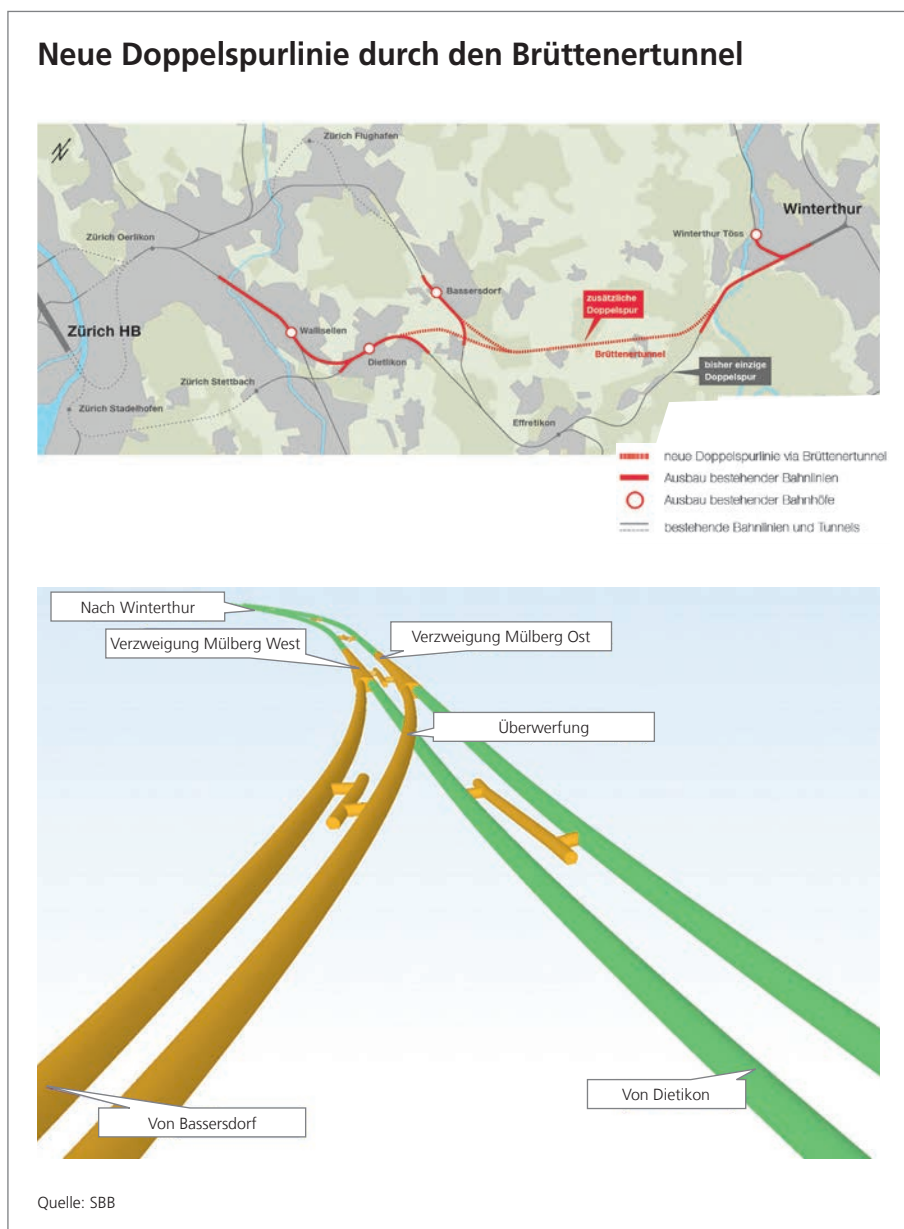 Neue Doppelspurlinie durch den Brüttenertunnel
Zürich Flughafen
Winterthur
Zürich Oerlikon
Winterthur Töss
Bassersdorf
zusätzliche
Doppelspur
Zürich HB
Wallisellen
Dietlikon
Brüttenertunnel
bisher einzige
Doppelspur
Zürich Stettbach
Zürich Stadelhofen
Effretikon
neue Doppelspurlinie via Brüttenertunnel
Ausbau bestehender Bahnlinien
Ausbau bestehender Bahnhöfe
bestehende Bahnlinien und Tunnels
Nach Winterthur
Verzweigung Mülberg West
Verzweigung Mülberg Ost
Überwerfung
Von Dietikon
Von Bassersdorf
Quelle: SBB